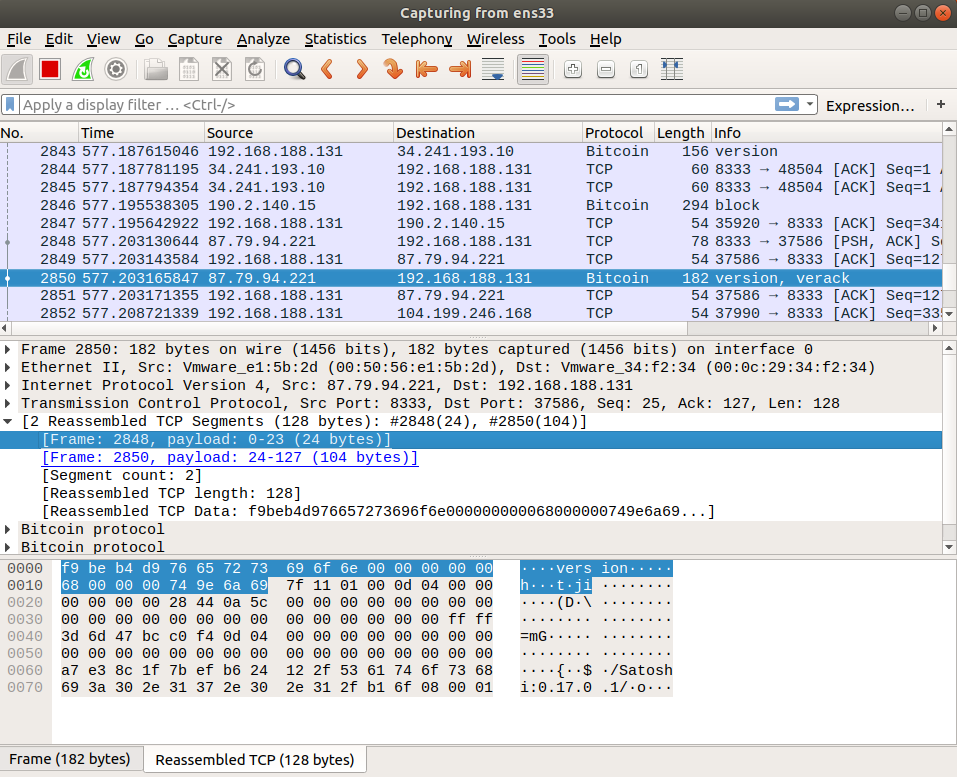 Capturing from ens33
File Edit View Go Capture Analyze Statistics Telephony Wireless Tools Help
Apply a display filter … <Ctrl-/> Expression… +
No. Time Source Destination Protocol Length Info
2843 577.187615046 192.168.188.131 34.241.193.10 Bitcoin 156 version
2844 577.187781195 34.241.193.10 192.168.188.131 TCP 60 8333 → 48504 [ACK] Seq=1
2845 577.187794354 34.241.193.10 192.168.188.131 TCP 60 8333 → 48504 [ACK] Seq=1
2846 577.195538305 190.2.140.15 192.168.188.131 Bitcoin 294 block
2847 577.195642922 192.168.188.131 190.2.140.15 TCP 54 35920 → 8333 [ACK] Seq=34
2848 577.203130644 87.79.94.221 192.168.188.131 TCP 78 8333 → 37586 [PSH, ACK] S
2849 577.203143584 192.168.188.131 87.79.94.221 TCP 54 37586 → 8333 [ACK] Seq=12
2850 577.203165847 87.79.94.221 192.168.188.131 Bitcoin 182 version, verack
2851 577.203171355 192.168.188.131 87.79.94.221 TCP 54 37586 → 8333 [ACK] Seq=12
2852 577.208721339 192.168.188.131 104.199.246.168 TCP 54 37990 → 8333 [ACK] Seq=33
Frame 2850: 182 bytes on wire (1456 bits), 182 bytes captured (1456 bits) on interface 0
Ethernet II, Src: Vmware_e1:5b:2d (00:50:56:e1:5b:2d), Dst: Vmware_34:f2:34 (00:0c:29:34:f2:34)
Internet Protocol Version 4, Src: 87.79.94.221, Dst: 192.168.188.131
Transmission Control Protocol, Src Port: 8333, Dst Port: 37586, Seq: 25, Ack: 127, Len: 128
[2 Reassembled TCP Segments (128 bytes): #2848(24), #2850(104)]
[Frame: 2848, payload: 0-23 (24 bytes)]
[Frame: 2850, payload: 24-127 (104 bytes)]
[Segment count: 2]
[Reassembled TCP length: 128]
[Reassembled TCP Data: f9beb4d976657273696f6e000000000068000000749e6a69...]
Bitcoin protocol
Bitcoin protocol
0000 f9 be b4 d9 76 65 72 73 69 6f 6e 00 00 00 00 00 ····vers ion·····
0010 68 00 00 00 74 9e 6a 69 7f 11 01 00 0d 04 00 00 h···t·ji ········
0020 00 00 00 00 28 44 0a 5c 00 00 00 00 00 00 00 00 ····(D·\ ········
0030 00 00 00 00 00 00 00 00 00 00 00 00 00 00 ff ff ········ ········
0040 3d 6d 47 bc c0 f4 0d 04 00 00 00 00 00 00 00 00 =mG····· ········
0050 00 00 00 00 00 00 00 00 00 00 00 00 00 00 00 00 ········ ········
0060 a7 e3 8c 1f 7b ef b6 24 12 2f 53 61 74 6f 73 68 ····{··$ ·/Satosh
0070 69 3a 30 2e 31 37 2e 30 2e 31 2f b1 6f 08 00 01 i:0.17.0 .1/·o···
Frame (182 bytes) Reassembled TCP (128 bytes)